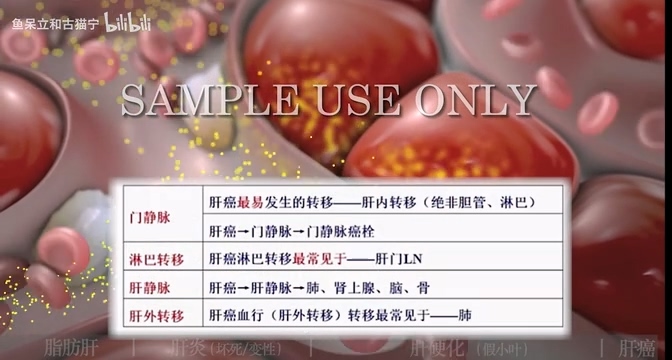 鱼呆立和古猫宁 bilibili
SAMPLE USE ONLY
门静脉
肝癌最易发生的转移——肝内转移（绝非胆管、淋巴）
肝癌→门静脉→门静脉癌栓
淋巴转移
肝癌淋巴转移最常见于——肝门LN
肝静脉
肝癌→肝静脉→肺、肾上腺、脑、骨
肝外转移
肝癌血行（肝外转移）转移最常见于——肺
脂肪肝 | 肝炎（坏死/变性） | 肝硬化（假小叶） | 肝癌